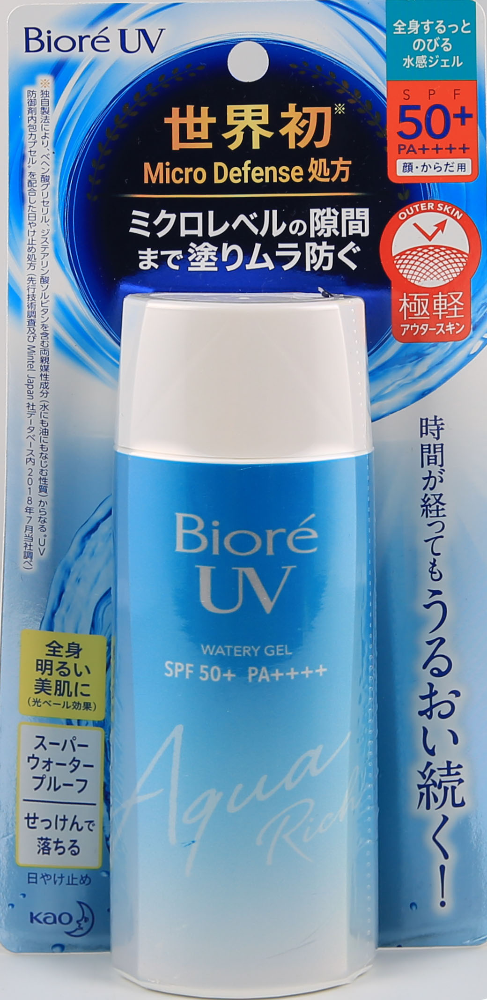 Bioré UV
全身するっと
のびる
水感ジェル
SPF
50+
PA++++
顔・からだ用
世界初※
Micro Defense 処方
ミクロレベルの隙間
まで塗りムラ防ぐ
OUTER SKIN
極軽
アウタースキン
※独自製法により、ベヘン酸グリセリル、ジステアリン酸ソルビタンを含む両親媒性成分(水にも油にもなじむ性質)からなる"UV
防御剤内包カプセル"を配合した日やけ止め処方(先行技術調査及びMintel Japan社データベース内2018年7月当社調べ)
時間が経ってもうるおい続く!
Bioré
UV
WATERY GEL
SPF 50+ PA++++
Aqua
Rich
全身
明るい
美肌に
(光ベール効果)
スーパー
ウォーター
プルーフ
せっけんで
落ちる
日やけ止め
Kao